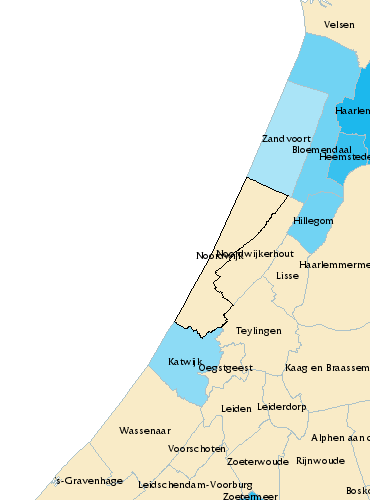 Velsen
Haarlem
Zandvoort
Bloemendaal
Heemstede
Hillegom
Noordwijk
Noordwijkerhout
Haarlemmerme
Lisse
Teylingen
Katwijk
Oegstgeest
Kaag en Braassem
Leiden
Leiderdorp
Wassenaar
Alphen aan d
Voorschoten
Zoeterwoude
Rijnwoude
's-Gravenhage
Leidschendam-Voorburg
Zoetermeer
Bosko